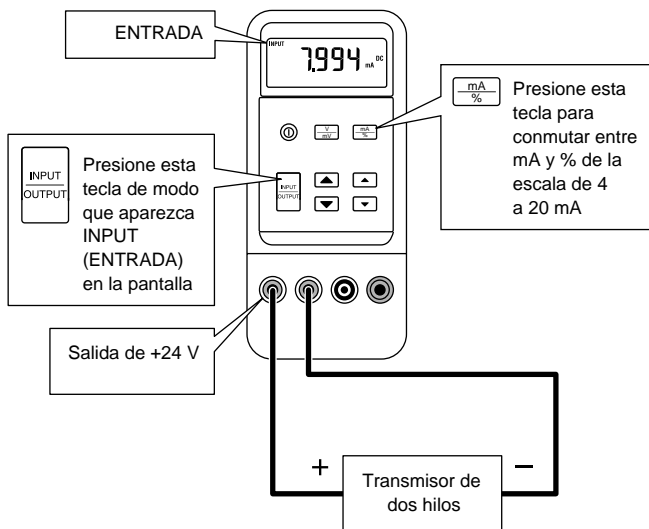 ENTRADA
INPUT
7.994 mA DC
mA
%
Presione esta
tecla para
conmutar entre
mA y % de la
escala de 4
a 20 mA
V
mV
mA
%
INPUT
OUTPUT
Presione esta
tecla de modo
que aparezca
INPUT
(ENTRADA)
en la pantalla
INPUT
OUTPUT
Salida de +24 V
+
−
Transmisor de
dos hilos